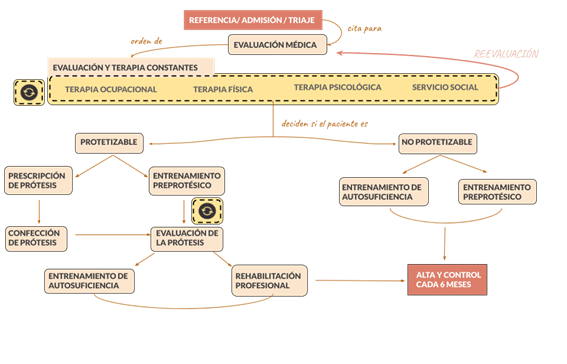 REFERENCIA/ ADMISIÓN / TRIAJE
cita para
orden de
EVALUACIÓN MÉDICA
REEVALUACIÓN
EVALUACIÓN Y TERAPIA CONSTANTES
TERAPIA OCUPACIONAL
TERAPIA FÍSICA
TERAPIA PSICOLÓGICA
SERVICIO SOCIAL
deciden si el paciente es
PROTETIZABLE
NO PROTETIZABLE
PRESCRIPCIÓN
DE PRÓTESIS
ENTRENAMIENTO
PREPROTÉSICO
ENTRENAMIENTO DE
AUTOSUFICIENCIA
ENTRENAMIENTO
PREPROTÉSICO
CONFECCIÓN
DE PRÓTESIS
EVALUACIÓN DE
LA PRÓTESIS
ENTRENAMIENTO DE
AUTOSUFICIENCIA
REHABILITACIÓN
PROFESIONAL
ALTA Y CONTROL
CADA 6 MESES